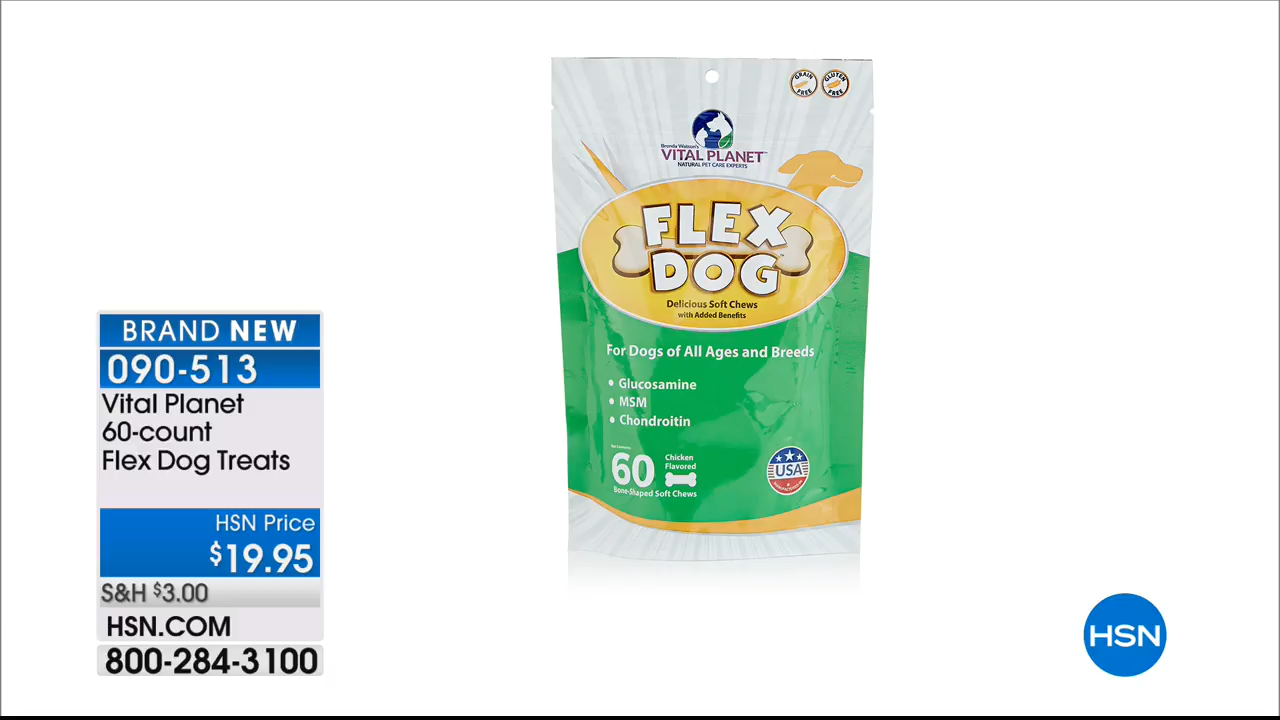 BRAND NEW
090-513
Vital Planet
60-count
Flex Dog Treats
HSN Price
$19.95
S&H $3.00
HSN.COM
800-284-3100
GRAIN FREE
GLUTEN FREE
Brenda Watson's
VITAL PLANET™
NATURAL PET CARE EXPERTS
FLEX
DOG™
Delicious Soft Chews
with Added Benefits
For Dogs of All Ages and Breeds
• Glucosamine
• MSM
• Chondroitin
60
Chicken
Flavored
Bone-Shaped Soft Chews
USA
HSN